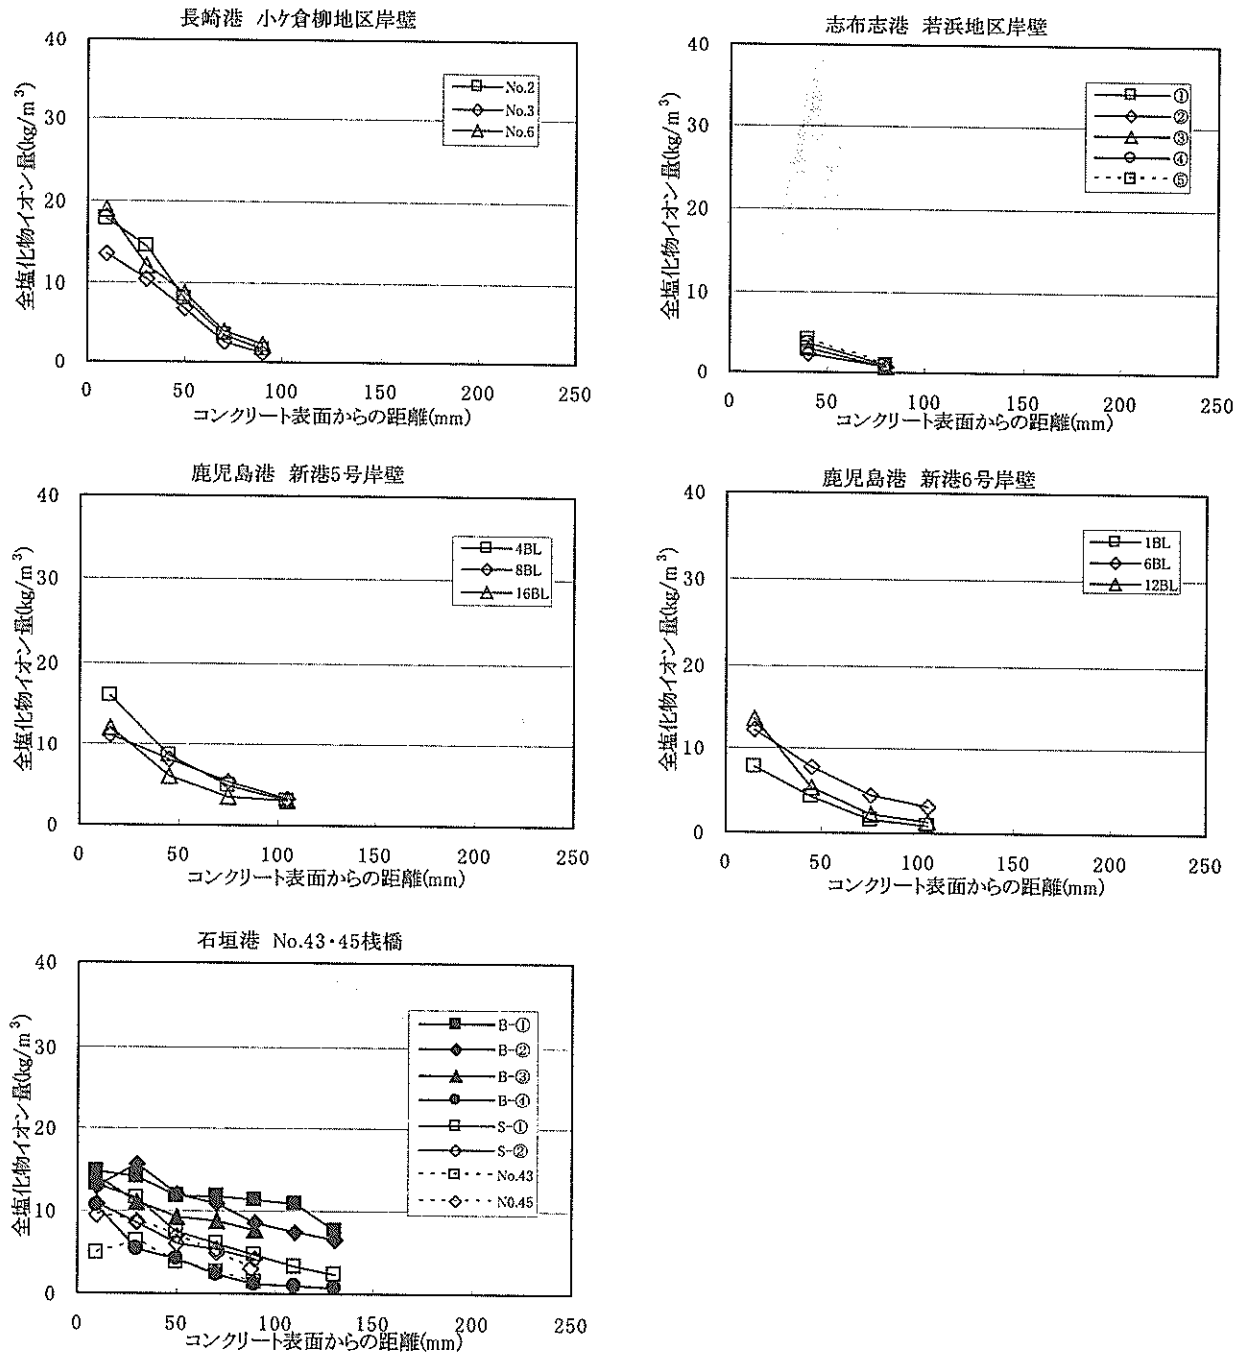 長崎港 小ケ倉柳地区岸壁
全塩化物イオン量(kg/m³)
40
30
20
10
0
No.2
No.3
No.6
0 50 100 150 200 250
コンクリート表面からの距離(mm)
志布志港 若浜地区岸壁
全塩化物イオン量(kg/m³)
40
30
20
10
0
①
②
③
④
⑤
0 50 100 150 200 250
コンクリート表面からの距離(mm)
鹿児島港 新港5号岸壁
全塩化物イオン量(kg/m³)
40
30
20
10
0
4BL
8BL
16BL
0 50 100 150 200 250
コンクリート表面からの距離(mm)
鹿児島港 新港6号岸壁
全塩化物イオン量(kg/m³)
40
30
20
10
0
1BL
6BL
12BL
0 50 100 150 200 250
コンクリート表面からの距離(mm)
石垣港 No.43・45桟橋
全塩化物イオン量(kg/m³)
40
30
20
10
0
B-①
B-②
B-③
B-④
S-①
S-②
No.43
N0.45
0 50 100 150 200 250
コンクリート表面からの距離(mm)